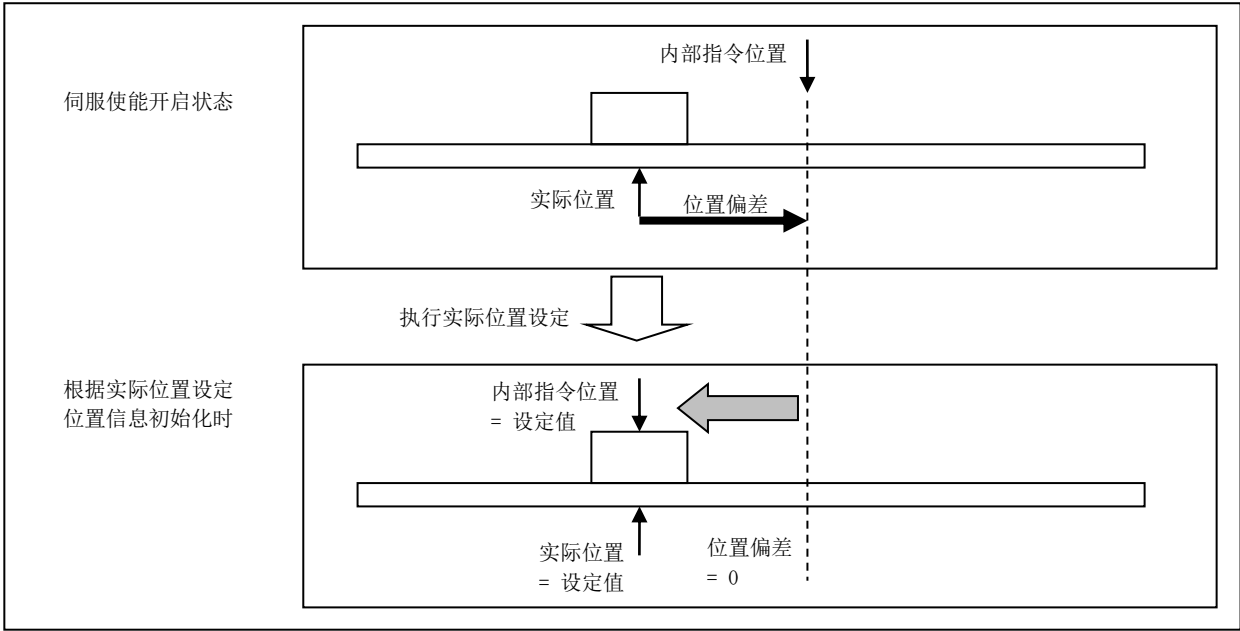 内部指令位置
伺服使能开启状态
实际位置
位置偏差
执行实际位置设定
根据实际位置设定
位置信息初始化时
内部指令位置
= 设定值
实际位置
= 设定值
位置偏差
= 0